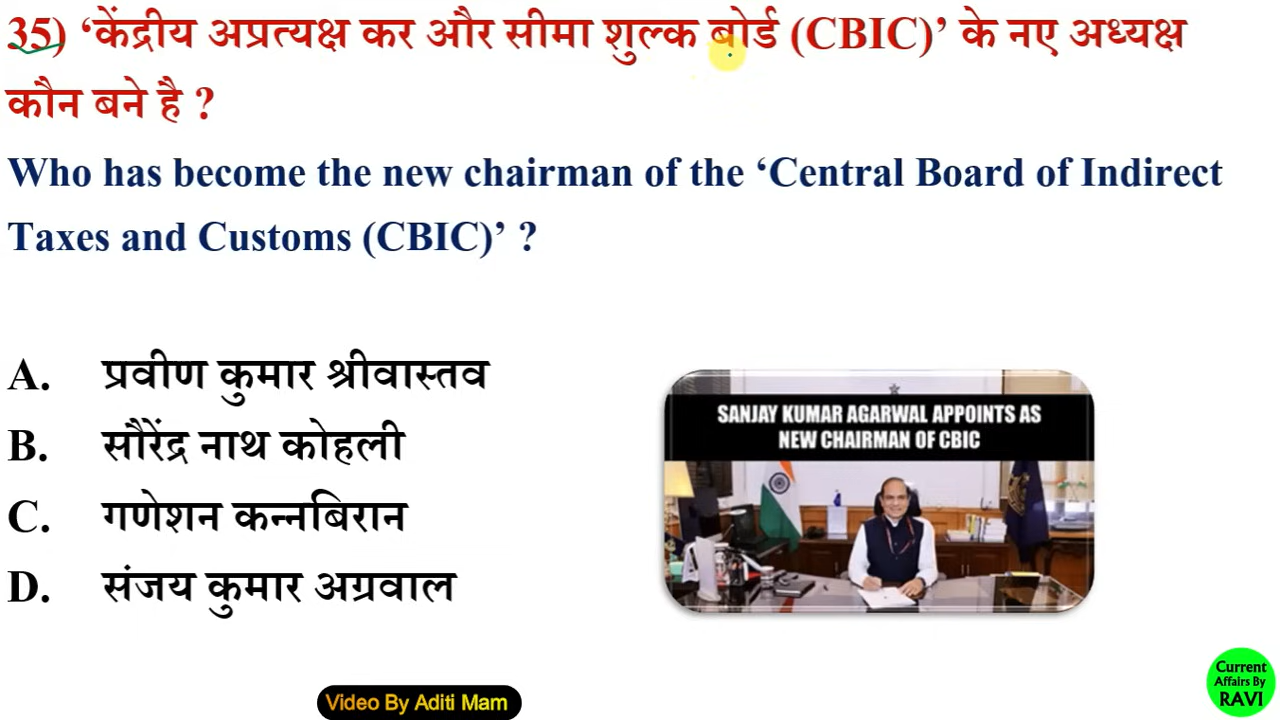 35) ‘केंद्रीय अप्रत्यक्ष कर और सीमा शुल्क बोर्ड (CBIC)’ के नए अध्यक्ष
कौन बने है ?
Who has become the new chairman of the ‘Central Board of Indirect
Taxes and Customs (CBIC)’ ?
A. प्रवीण कुमार श्रीवास्तव
B. सौरेंद्र नाथ कोहली
C. गणेशन कन्नबिरान
D. संजय कुमार अग्रवाल
SANJAY KUMAR AGARWAL APPOINTS AS
NEW CHAIRMAN OF CBIC
Video By Aditi Mam
Current
Affairs By
RAVI